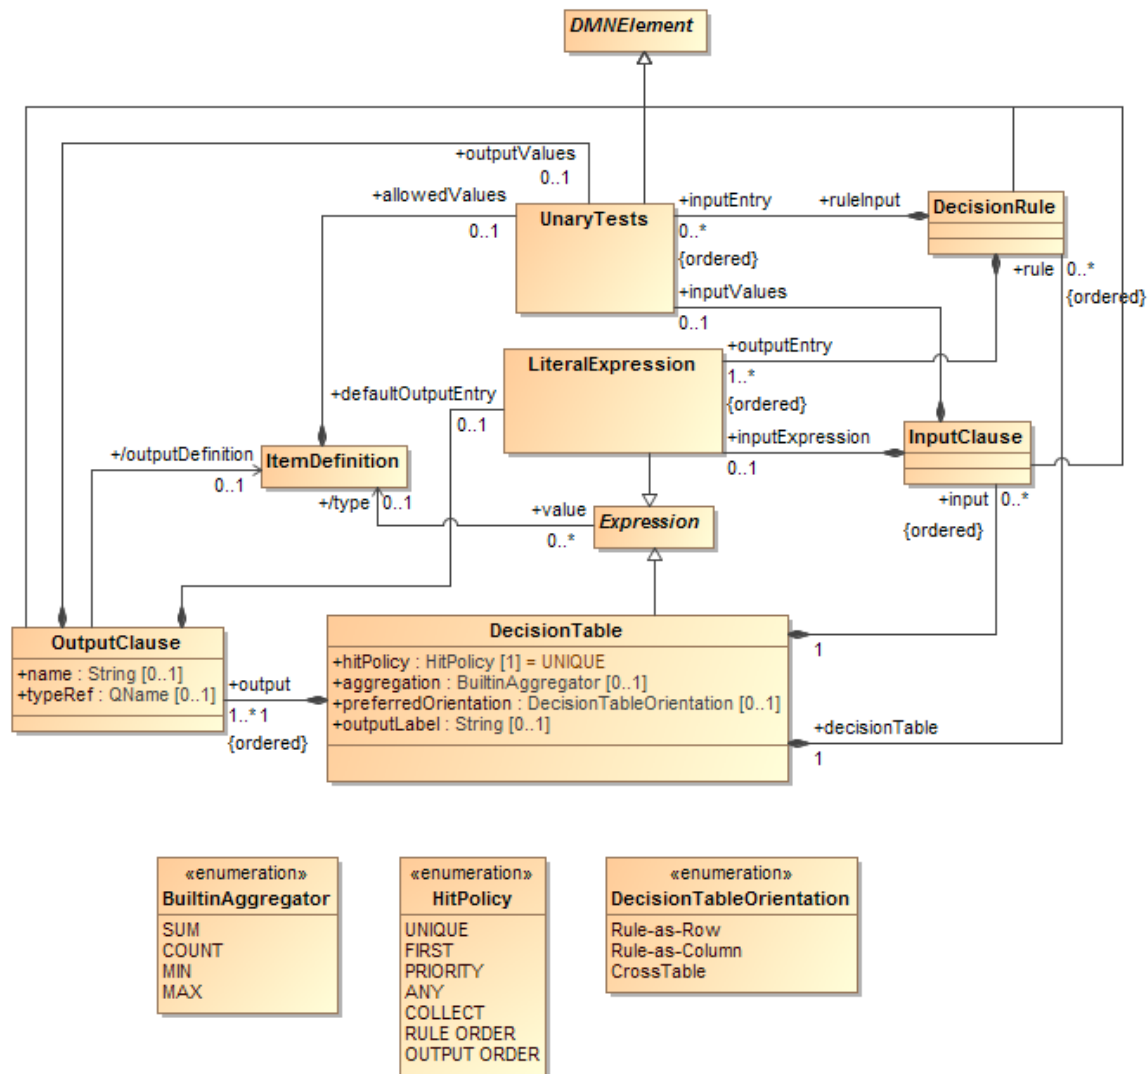 DMNElement
+outputValues
0..1
+allowedValues
0..1
UnaryTests
+inputEntry
0..*
{ordered}
+ruleInput
DecisionRule
+rule
0..*
{ordered}
+inputValues
0..1
LiteralExpression
+outputEntry
1..*
{ordered}
+defaultOutputEntry
0..1
+inputExpression
0..1
InputClause
+input
0..*
{ordered}
+/outputDefinition
0..1
ItemDefinition
+/type
0..1
+value
0..*
Expression
OutputClause
+name : String [0..1]
+typeRef : QName [0..1]
+output
1..*
1
{ordered}
DecisionTable
+hitPolicy : HitPolicy [1] = UNIQUE
+aggregation : BuiltinAggregator [0..1]
+preferredOrientation : DecisionTableOrientation [0..1]
+outputLabel : String [0..1]
1
+decisionTable
1
«enumeration»
BuiltinAggregator
SUM
COUNT
MIN
MAX
«enumeration»
HitPolicy
UNIQUE
FIRST
PRIORITY
ANY
COLLECT
RULE ORDER
OUTPUT ORDER
«enumeration»
DecisionTableOrientation
Rule-as-Row
Rule-as-Column
CrossTable